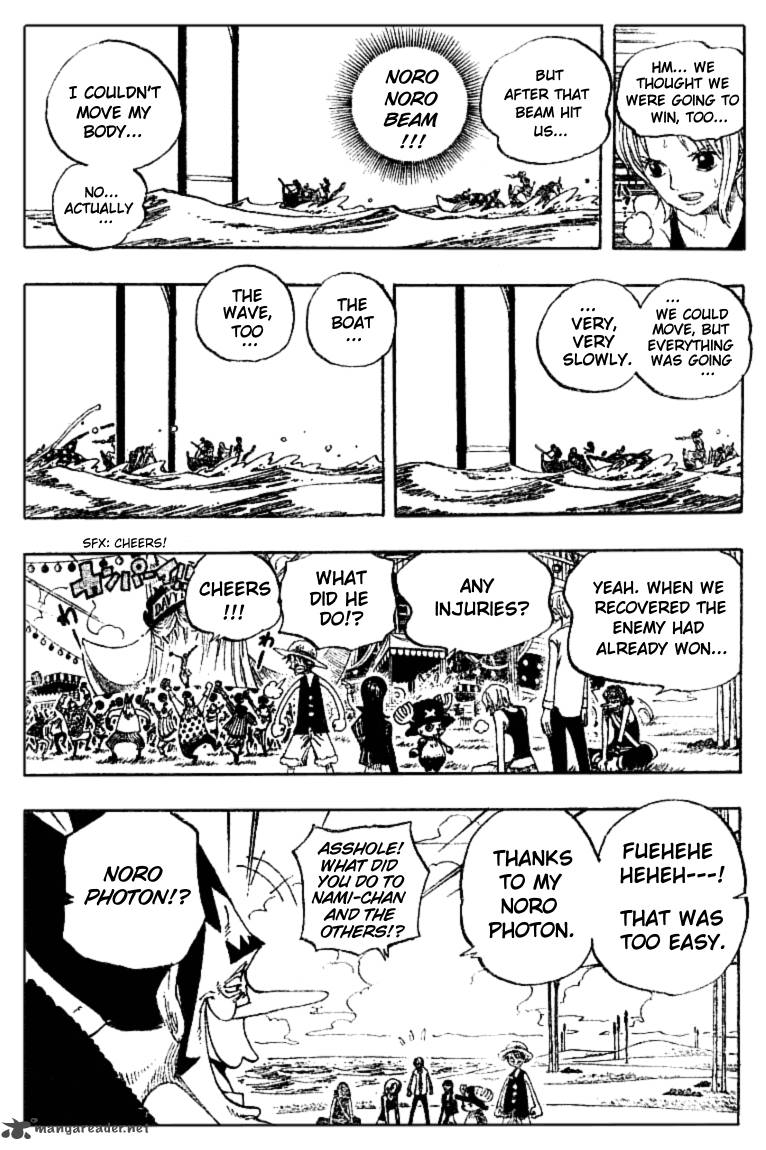 HM... WE
THOUGHT WE
WERE GOING TO
WIN, TOO...
BUT
AFTER THAT
BEAM HIT
US...
NORO
NORO
BEAM
!!!
I COULDN'T
MOVE MY
BODY...
NO...
ACTUALLY
...
...
WE COULD
MOVE, BUT
EVERYTHING
WAS GOING
...
...
VERY,
VERY
SLOWLY.
THE
BOAT
...
THE
WAVE,
TOO
...
SFX: CHEERS!
YEAH. WHEN WE
RECOVERED THE
ENEMY HAD
ALREADY WON...
ANY
INJURIES?
WHAT
DID HE
DO!?
CHEERS
!!!
DAVY
わ
わ
FUEHEHE
HEHEH---!
THAT WAS
TOO EASY.
THANKS
TO MY
NORO
PHOTON.
ASSHOLE!
WHAT DID
YOU DO TO
NAMI-CHAN
AND THE
OTHERS!?
NORO
PHOTON!?
mangareader.net